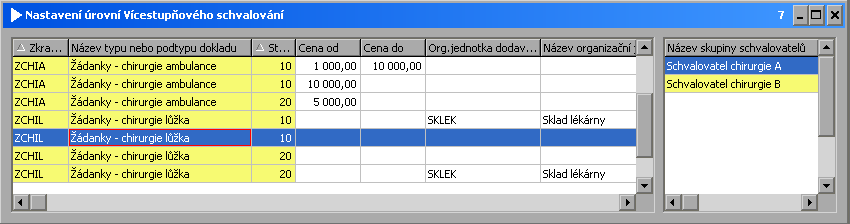 Nastavení úrovní Vícestupňového schvalování 7
Zkra... Název typu nebo podtypu dokladu St... Cena od Cena do Org.jednotka dodav... Název organizační j
ZCHIA Žádanky - chirurgie ambulance 10 1 000,00 10 000,00
ZCHIA Žádanky - chirurgie ambulance 10 10 000,00
ZCHIA Žádanky - chirurgie ambulance 20 5 000,00
ZCHIL Žádanky - chirurgie lůžka 10 SKLEK Sklad lékárny
ZCHIL Žádanky - chirurgie lůžka 10
ZCHIL Žádanky - chirurgie lůžka 20
ZCHIL Žádanky - chirurgie lůžka 20 SKLEK Sklad lékárny
Název skupiny schvalovatelů
Schvalovatel chirurgie A
Schvalovatel chirurgie B